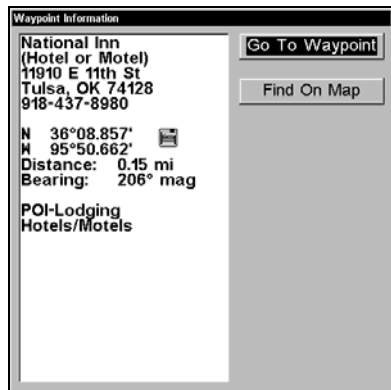 Waypoint Information
National Inn
(Hotel or Motel)
11910 E 11th St
Tulsa, OK 74128
918-437-8980
N 36°08.857'
W 95°50.662'
Distance: 0.15 mi
Bearing: 206° mag
POI-Lodging
Hotels/Motels
Go To Waypoint
Find On Map